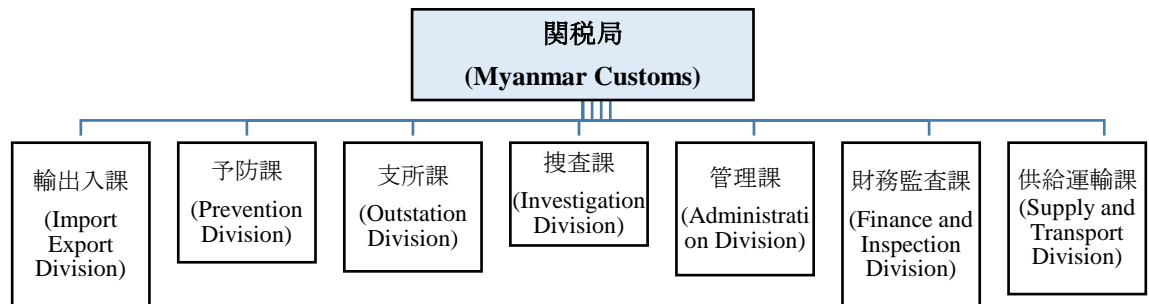 関税局
(Myanmar Customs)
輸出入課
(Import
Export
Division)
予防課
(Prevention
Division)
支所課
(Outstation
Division)
捜査課
(Investigation
Division)
管理課
(Administrati
on Division)
財務監査課
(Finance and
Inspection
Division)
供給運輸課
(Supply and
Transport
Division)